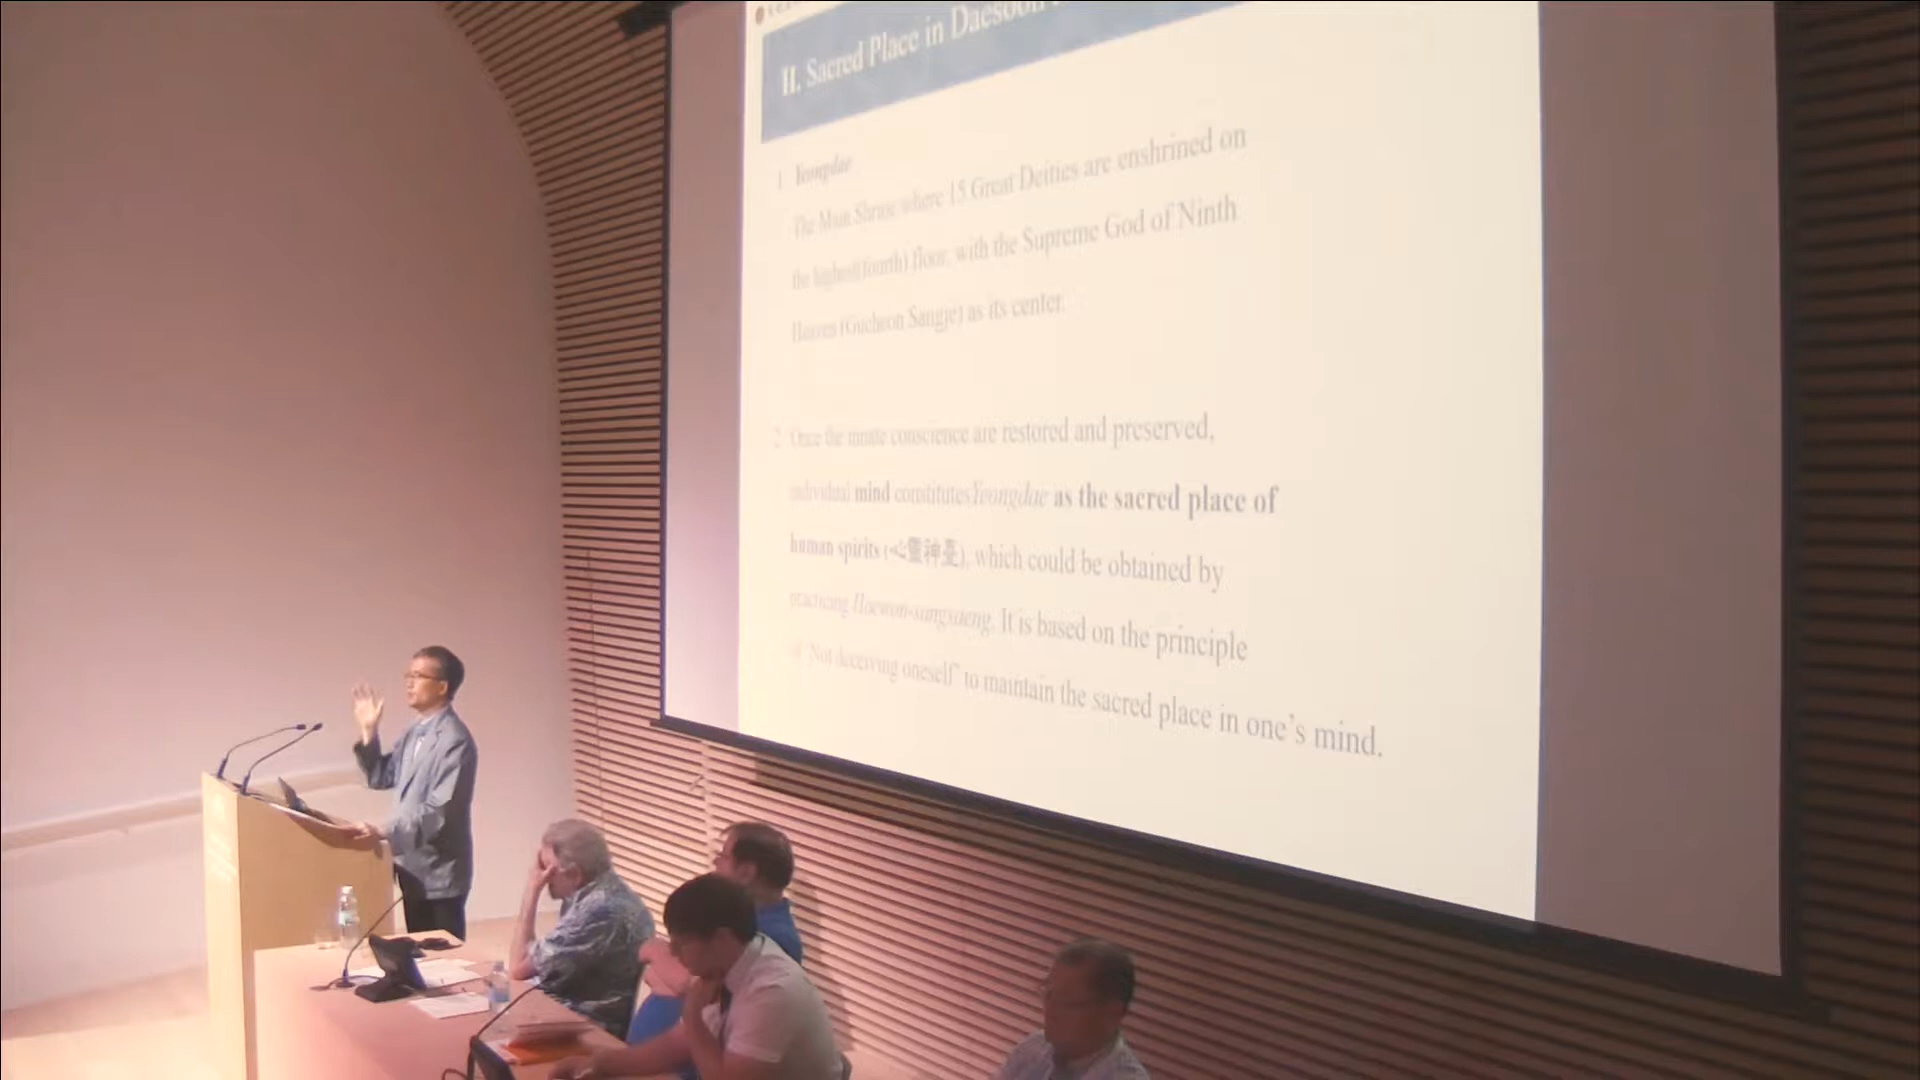 II. Sacred Place in Daesoon
1 Yeongdae
The Main Shrine where 15 Great Deities are enshrined on
the highest(fourth) floor, with the Supreme God of Ninth
Heaven (Gucheon Sangje) as its center.
2. Once the innate conscience are restored and preserved,
individual mind constitutes Yeongdae as the sacred place of
human spirits (心靈神臺), which could be obtained by
practicing Haewon-sangsaeng. It is based on the principle
of "Not deceiving oneself" to maintain the sacred place in one's mind.